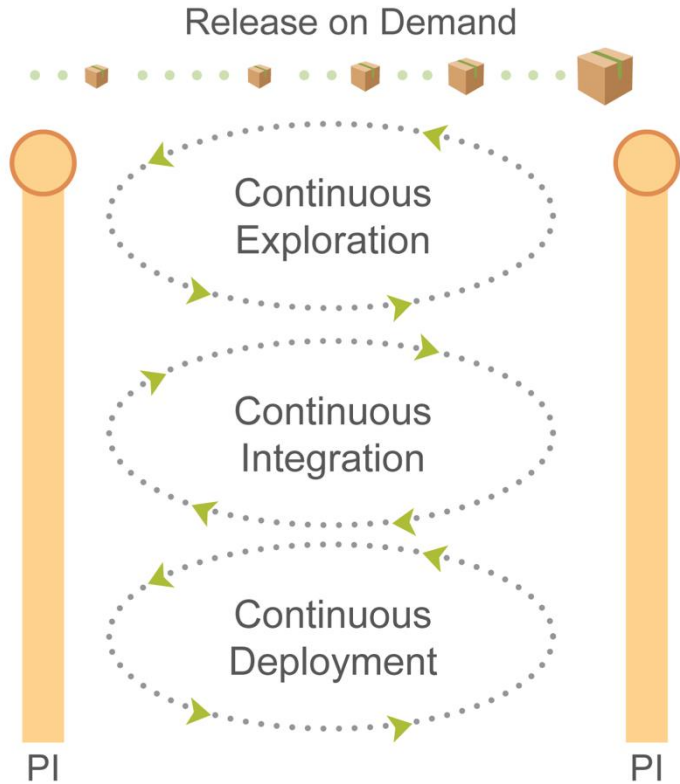 Release on Demand
Continuous
Exploration
Continuous
Integration
Continuous
Deployment
PI
PI